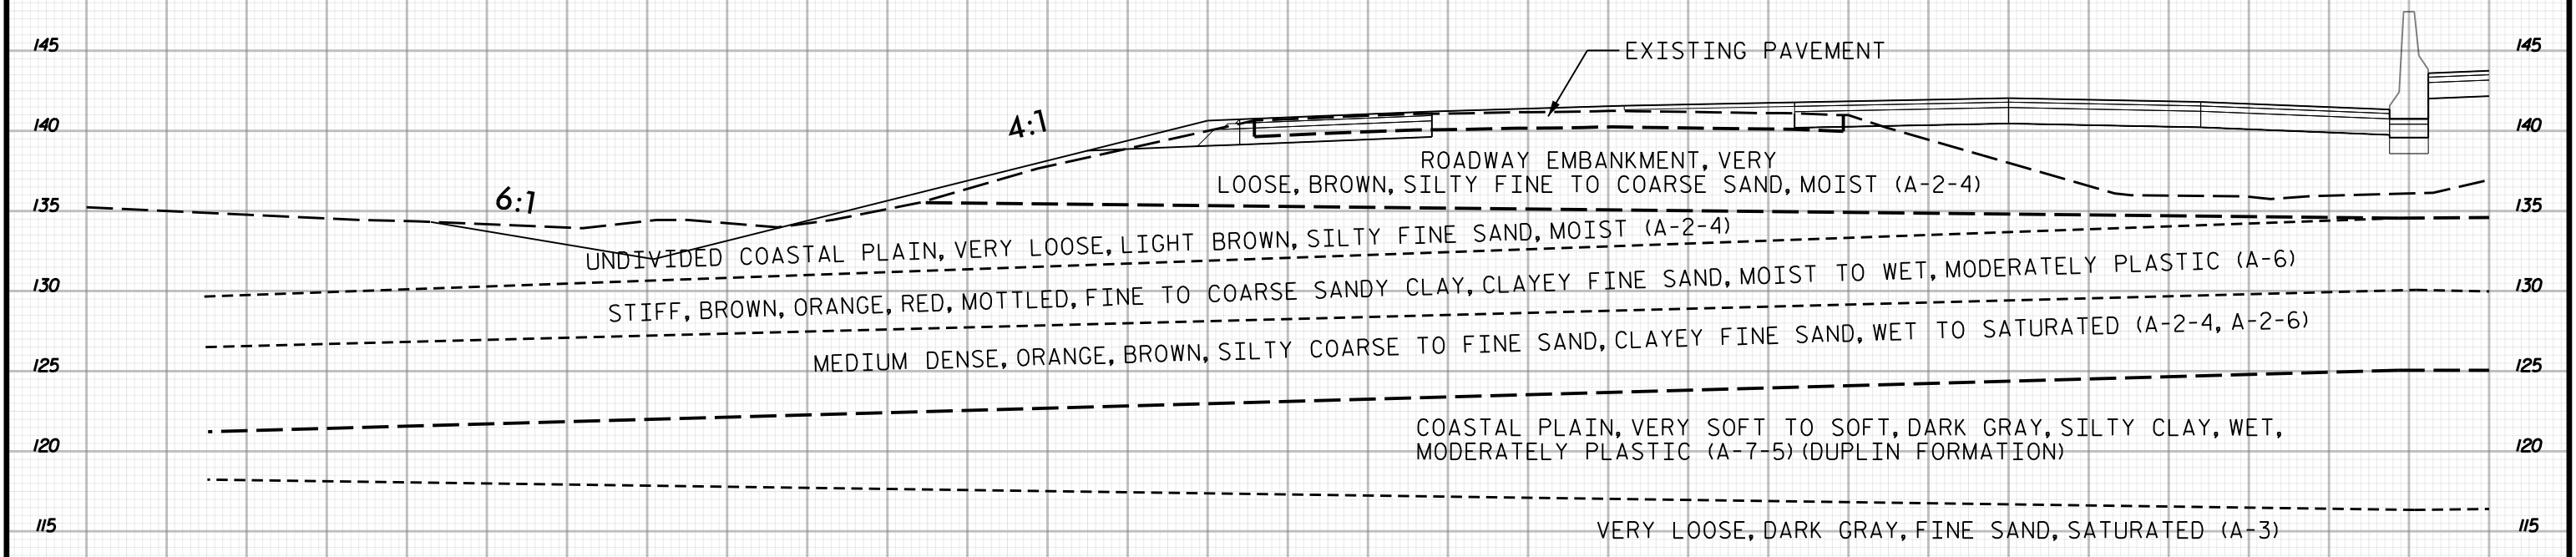 145 145
EXISTING PAVEMENT
140 4:1 140
ROADWAY EMBANKMENT, VERY
LOOSE, BROWN, SILTY FINE TO COARSE SAND, MOIST (A-2-4)
135 6:1 135
UNDIVIDED COASTAL PLAIN, VERY LOOSE, LIGHT BROWN, SILTY FINE SAND, MOIST (A-2-4)
130 130
STIFF, BROWN, ORANGE, RED, MOTTLED, FINE TO COARSE SANDY CLAY, CLAYEY FINE SAND, MOIST TO WET, MODERATELY PLASTIC (A-6)
MEDIUM DENSE, ORANGE, BROWN, SILTY COARSE TO FINE SAND, CLAYEY FINE SAND, WET TO SATURATED (A-2-4, A-2-6)
125 125
COASTAL PLAIN, VERY SOFT TO SOFT, DARK GRAY, SILTY CLAY, WET,
120 MODERATELY PLASTIC (A-7-5) (DUPLIN FORMATION) 120
115 VERY LOOSE, DARK GRAY, FINE SAND, SATURATED (A-3) 115